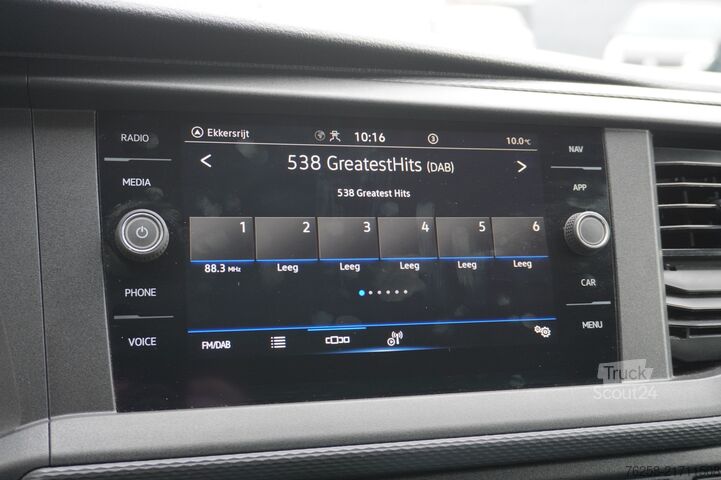 RADIO
MEDIA
PHONE
VOICE
Ekkersrijt 10:16 3 10.0°C
< 538 GreatestHits (DAB) >
538 Greatest Hits
1 2 3 4 5 6
88.3 MHz Leeg Leeg Leeg Leeg Leeg
FM/DAB
NAV
APP
CAR
MENU
Truck
Scout24